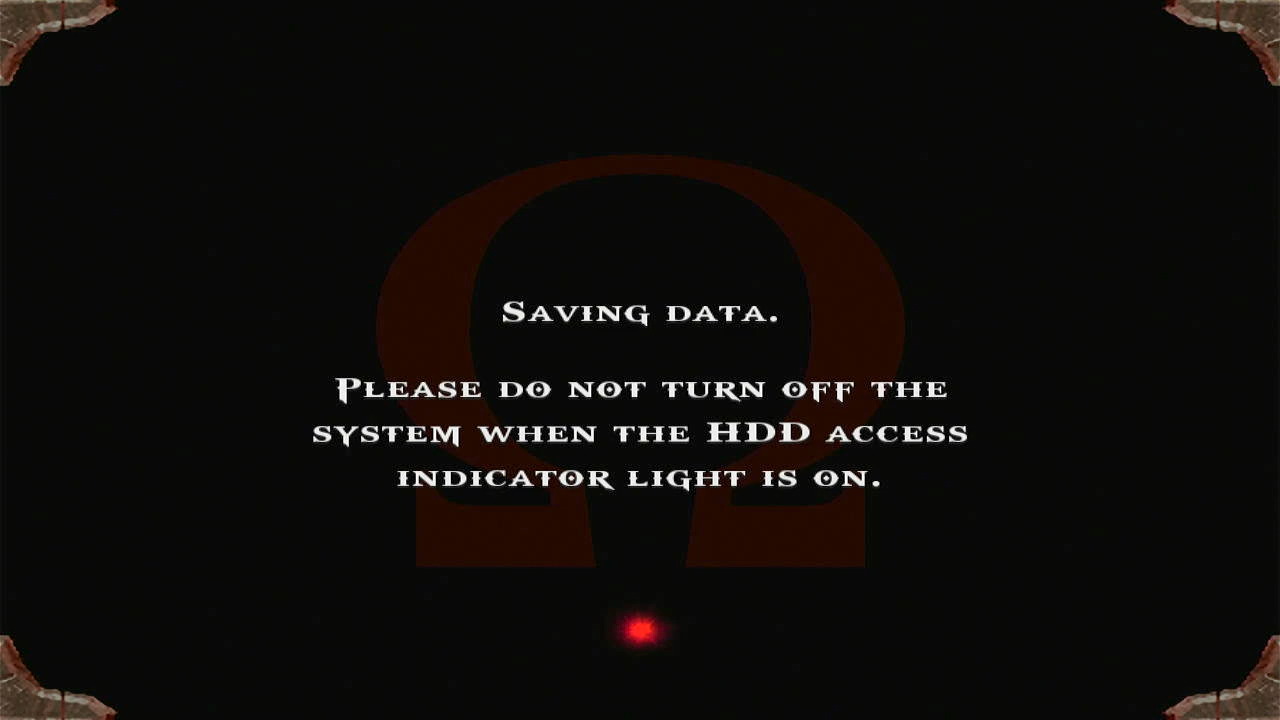 Ω
Saving data.
Please do not turn off the
system when the HDD access
indicator light is on.